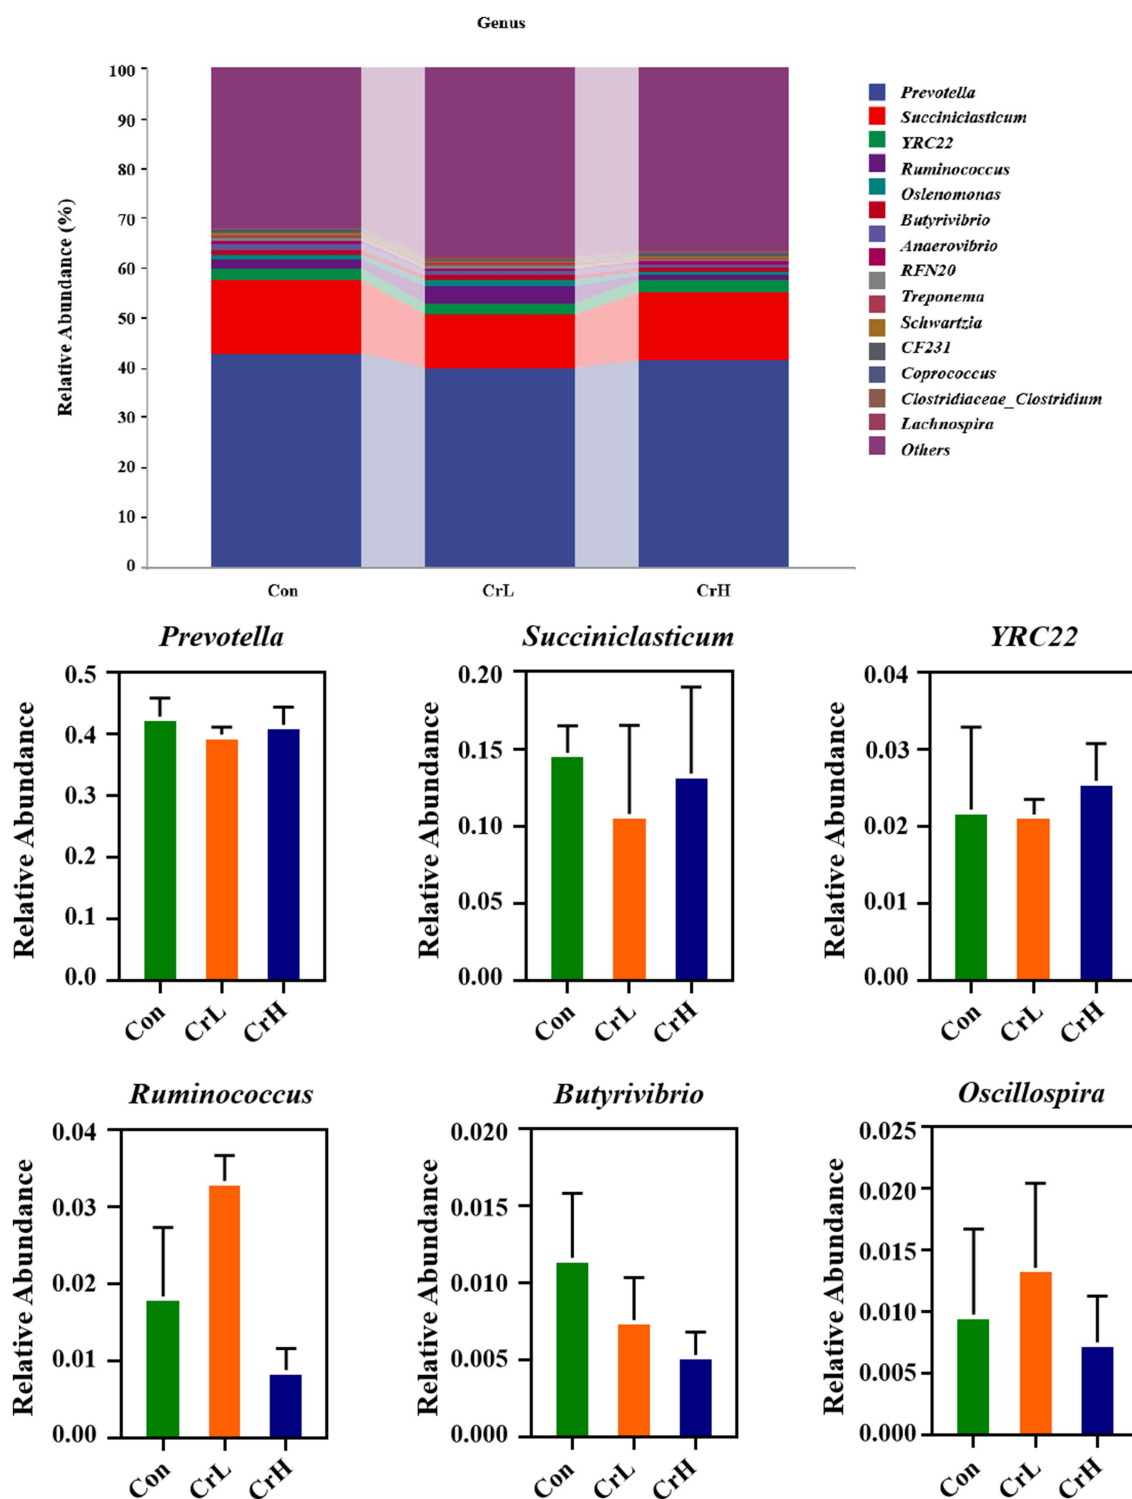 Genus
Relative Abundance (%)
100
90
80
70
60
50
40
30
20
10
0
Con CrL CrH
Prevotella
Succiniciasticum
YRC22
Ruminococcus
Oslenomonas
Butyrivibrio
Anaerovibrio
RFN20
Treponema
Schwartzia
CF231
Coprococcus
Clostridiaceae_Clostridium
Lachnospira
Others
Prevotella
Relative Abundance
0.5
0.4
0.3
0.2
0.1
0.0
Con CrL CrH
Succiniclasticum
Relative Abundance
0.20
0.15
0.10
0.05
0.00
Con CrL CrH
YRC22
Relative Abundance
0.04
0.03
0.02
0.01
0.00
Con CrL CrH
Ruminococcus
Relative Abundance
0.04
0.03
0.02
0.01
0.00
Con CrL CrH
Butyrivibrio
Relative Abundance
0.020
0.015
0.010
0.005
0.000
Con CrL CrH
Oscillospira
Relative Abundance
0.025
0.020
0.015
0.010
0.005
0.000
Con CrL CrH